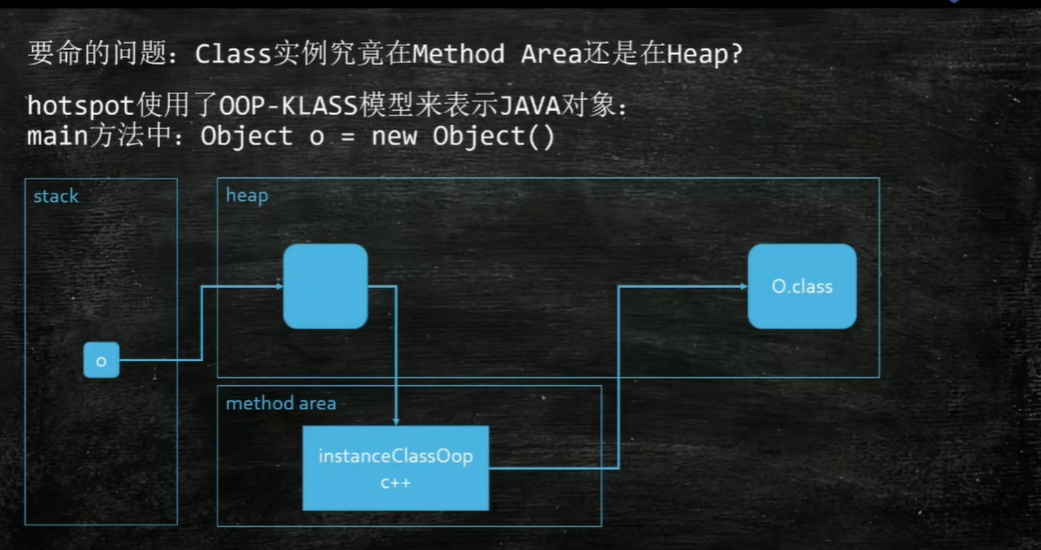 要命的问题：Class实例究竟在Method Area还是在Heap?
hotspot使用了OOP-KLASS模型来表示JAVA对象：
main方法中：Object o = new Object()
stack
heap
O.class
o
method area
instanceClassOop
c++